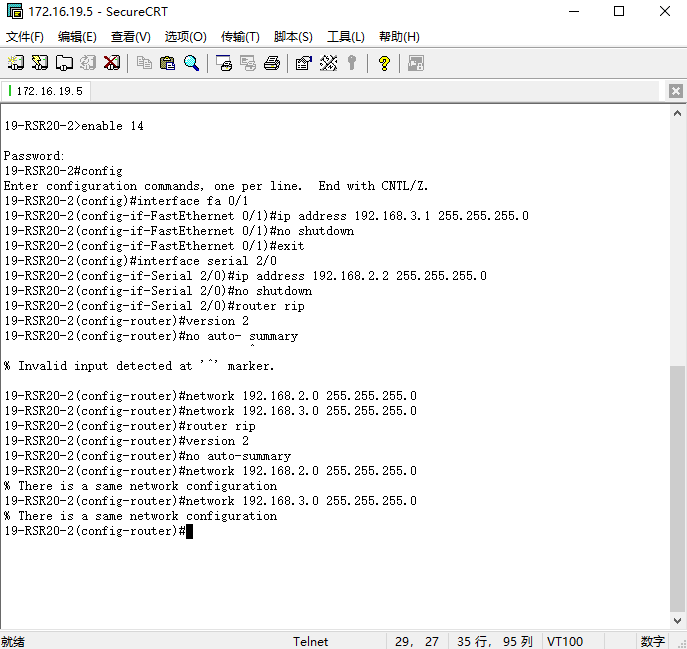 172.16.19.5 - SecureCRT
文件(F) 编辑(E) 查看(V) 选项(O) 传输(T) 脚本(S) 工具(L) 帮助(H)
172.16.19.5
19-RSR20-2>enable 14
Password:
19-RSR20-2#config
Enter configuration commands, one per line.  End with CNTL/Z.
19-RSR20-2(config)#interface fa 0/1
19-RSR20-2(config-if-FastEthernet 0/1)#ip address 192.168.3.1 255.255.255.0
19-RSR20-2(config-if-FastEthernet 0/1)#no shutdown
19-RSR20-2(config-if-FastEthernet 0/1)#exit
19-RSR20-2(config)#interface serial 2/0
19-RSR20-2(config-if-Serial 2/0)#ip address 192.168.2.2 255.255.255.0
19-RSR20-2(config-if-Serial 2/0)#no shutdown
19-RSR20-2(config-if-Serial 2/0)#router rip
19-RSR20-2(config-router)#version 2
19-RSR20-2(config-router)#no auto- summary
^
% Invalid input detected at '^' marker.
19-RSR20-2(config-router)#network 192.168.2.0 255.255.255.0
19-RSR20-2(config-router)#network 192.168.3.0 255.255.255.0
19-RSR20-2(config-router)#router rip
19-RSR20-2(config-router)#version 2
19-RSR20-2(config-router)#no auto-summary
19-RSR20-2(config-router)#network 192.168.2.0 255.255.255.0
% There is a same network configuration
19-RSR20-2(config-router)#network 192.168.3.0 255.255.255.0
% There is a same network configuration
19-RSR20-2(config-router)#
就绪 Telnet 29, 27 35 行, 95 列 VT100 数字